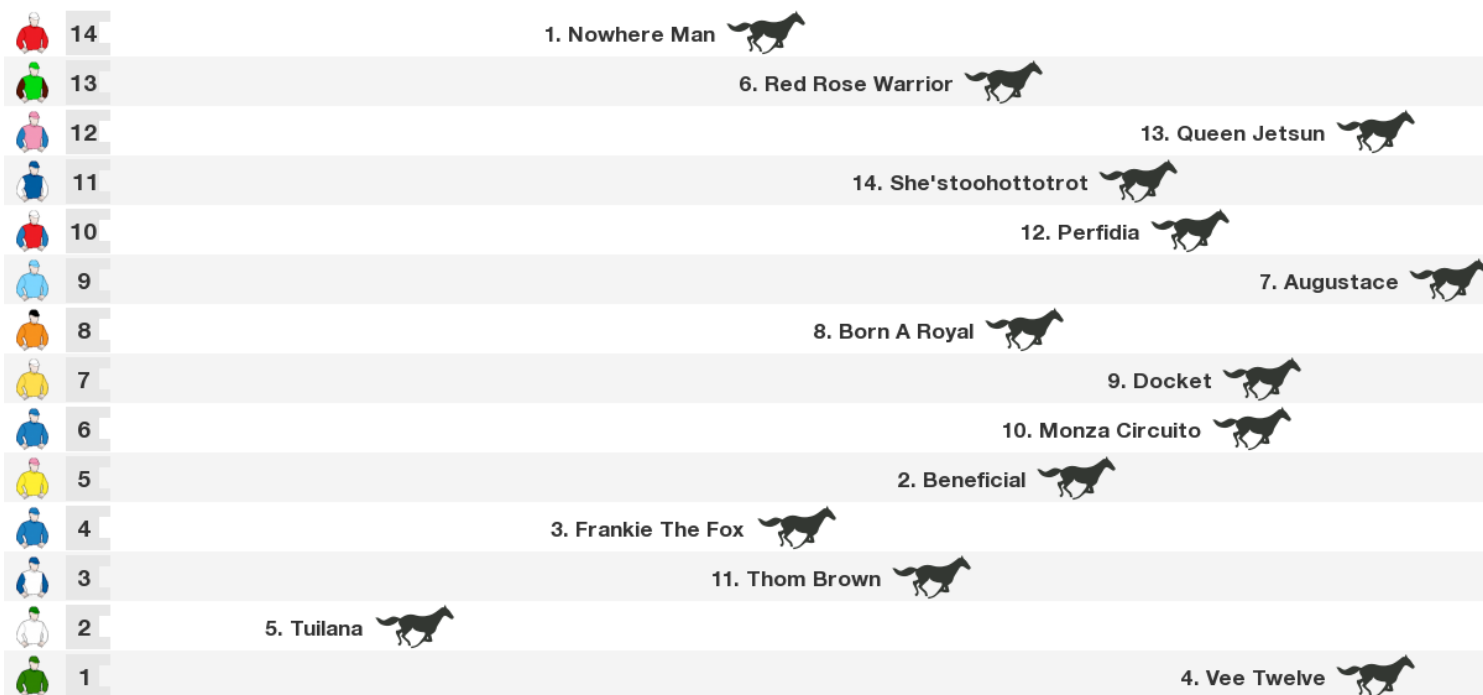 14 1. Nowhere Man
13 6. Red Rose Warrior
12 13. Queen Jetsun
11 14. She'stoohottotrot
10 12. Perfidia
9 7. Augustace
8 8. Born A Royal
7 9. Docket
6 10. Monza Circuito
5 2. Beneficial
4 3. Frankie The Fox
3 11. Thom Brown
2 5. Tuilana
1 4. Vee Twelve